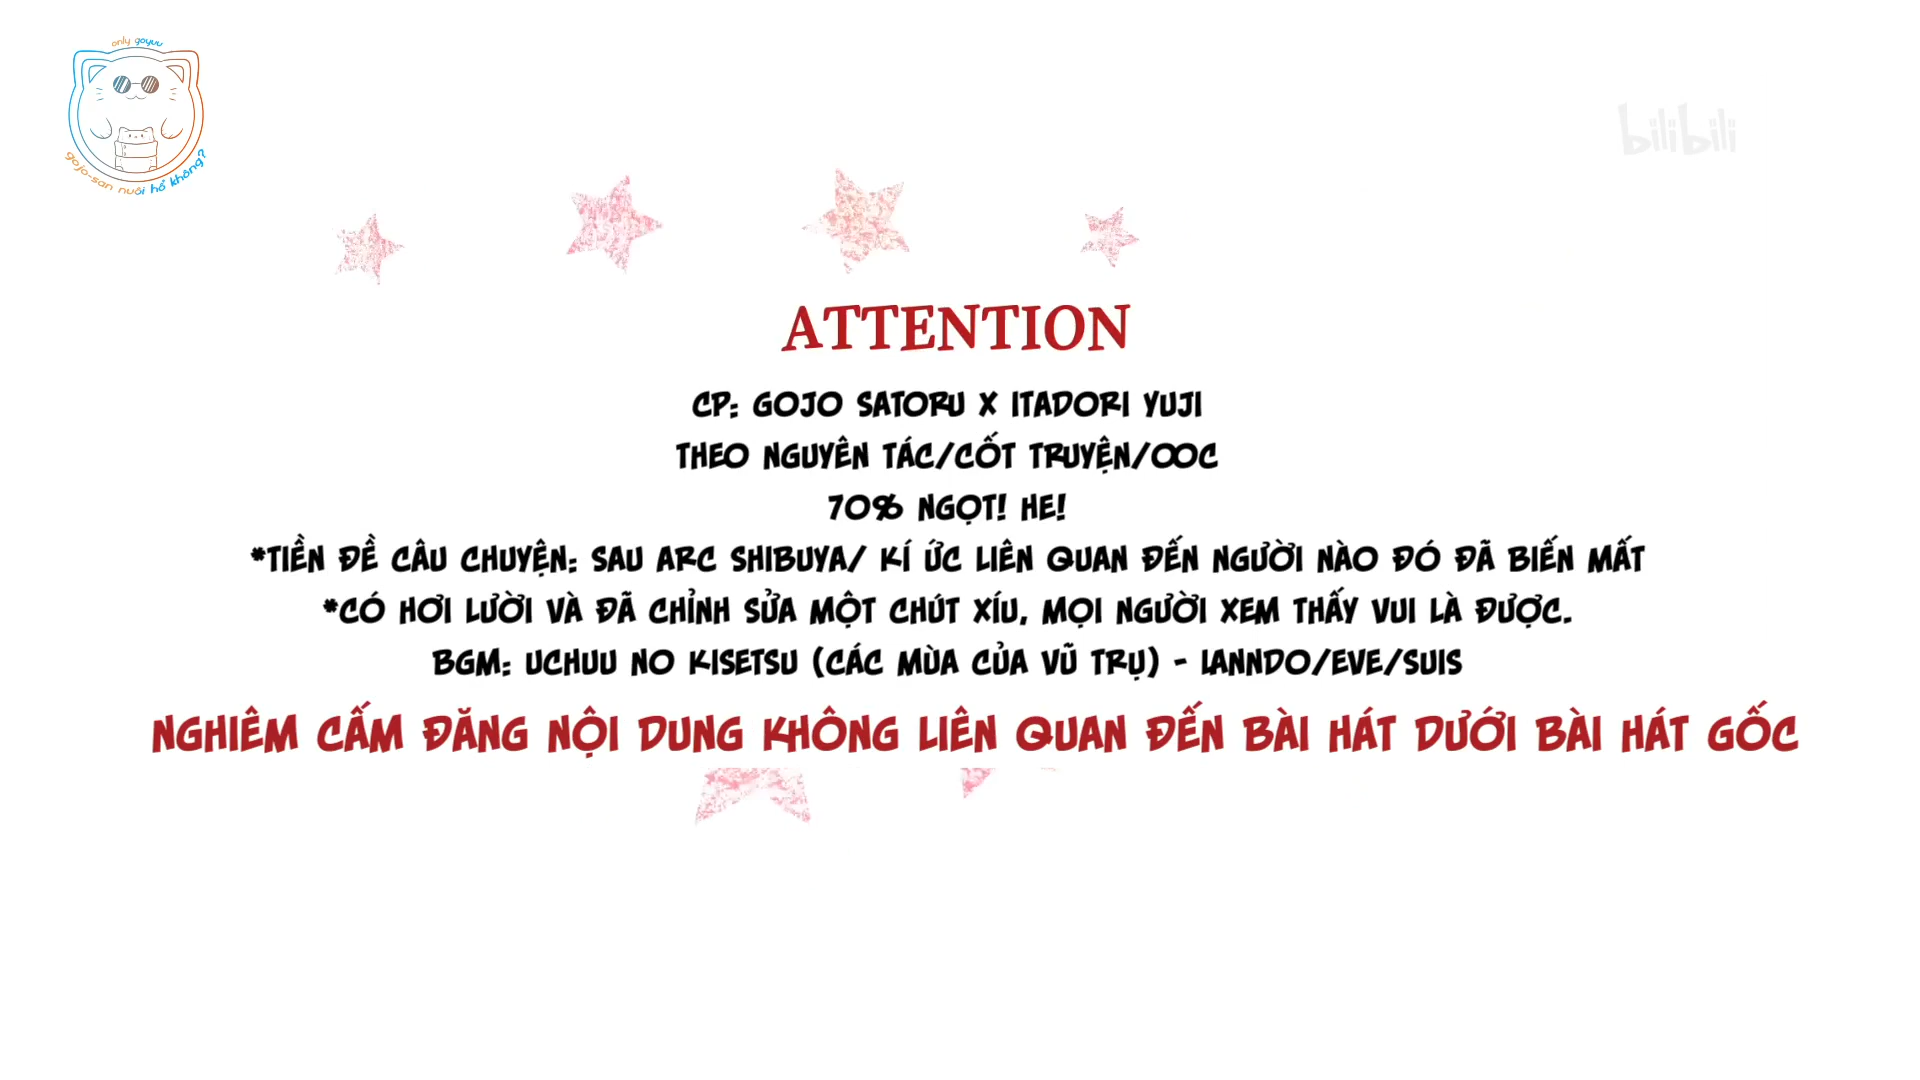 only goyuu
gojo-san nuôi hổ không?
bilibili
ATTENTION
CP: GOJO SATORU X ITADORI YUJI
THEO NGUYÊN TÁC/CỐT TRUYỆN/OOC
70% NGỌT! HE!
*TIỀN ĐỀ CÂU CHUYỆN: SAU ARC SHIBUYA/ KÍ ỨC LIÊN QUAN ĐẾN NGƯỜI NÀO ĐÓ ĐÃ BIẾN MẤT
*CÓ HƠI LƯỜI VÀ ĐÃ CHỈNH SỬA MỘT CHÚT XÍU, MỌI NGƯỜI XEM THẤY VUI LÀ ĐƯỢC.
BGM: UCHUU NO KISETSU (CÁC MÙA CỦA VŨ TRỤ) - LANNDO/EVE/SUIS
NGHIÊM CẤM ĐĂNG NỘI DUNG KHÔNG LIÊN QUAN ĐẾN BÀI HÁT DƯỚI BÀI HÁT GỐC